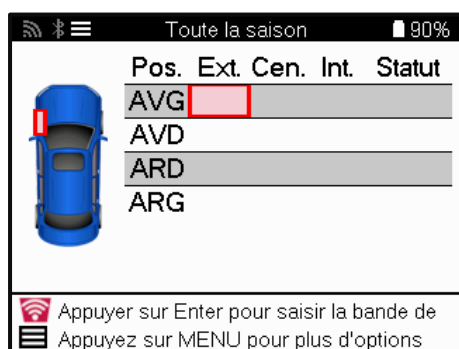 Toute la saison 90%
Pos. Ext. Cen. Int. Statut
AVG
AVD
ARD
ARG
Appuyer sur Enter pour saisir la bande de
Appuyez sur MENU pour plus d'options